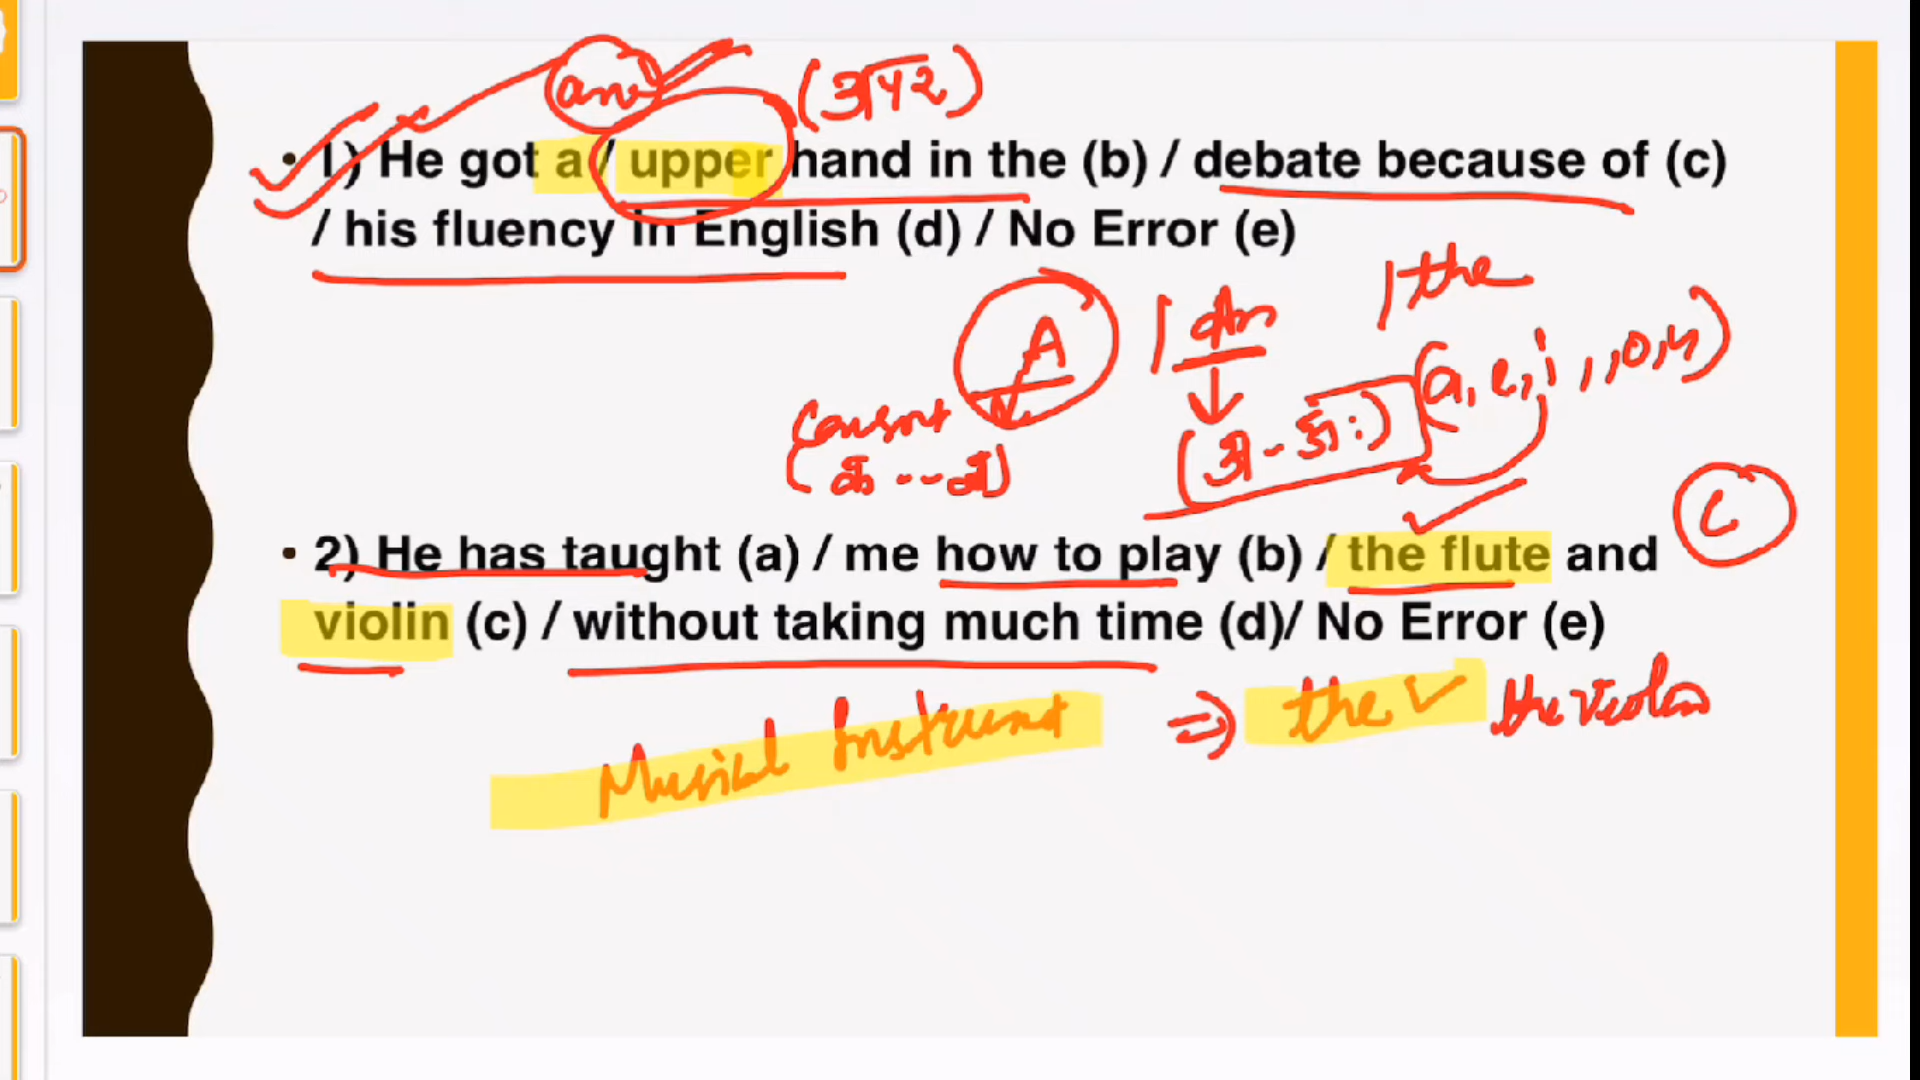 an
(अपर)
• 1) He got a / upper hand in the (b) / debate because of (c)
/ his fluency in English (d) / No Error (e)
A | An | the
(a, e, i, o, u)
(अ - अः)
C
• 2) He has taught (a) / me how to play (b) / the flute and
violin (c) / without taking much time (d)/ No Error (e)
Musical Instrument ⇒ the ✓ the violin